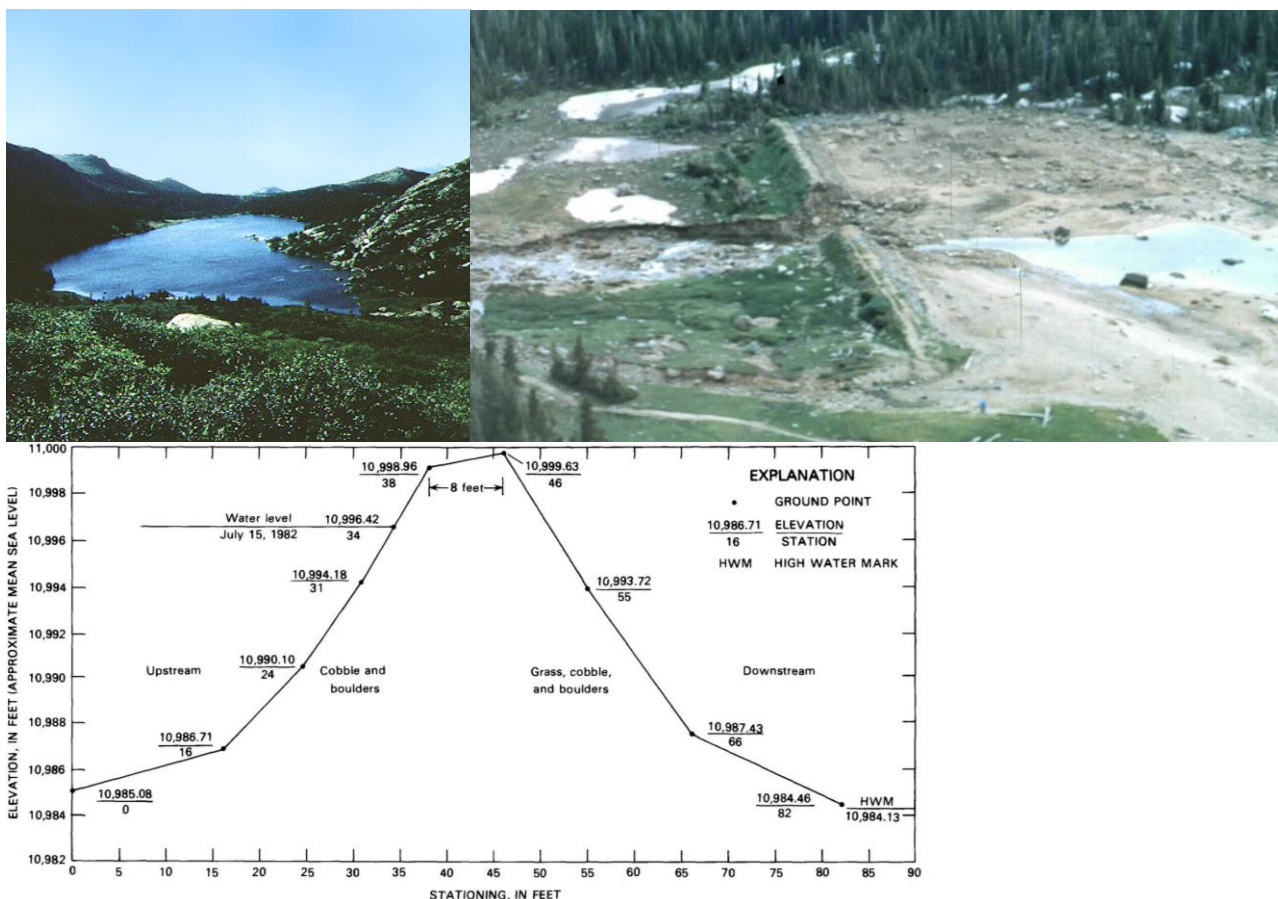 11,000
10,998
10,996
10,994
10,992
10,990
10,988
10,986
10,984
10,982
ELEVATION, IN FEET (APPROXIMATE MEAN SEA LEVEL)
10,998.96
38
8 feet
10,999.63
46
Water level
July 15, 1982
10,996.42
34
10,994.18
31
10,993.72
55
10,990.10
24
Upstream
Cobble and
boulders
Grass, cobble,
and boulders
Downstream
10,986.71
16
10,987.43
66
10,985.08
0
10,984.46
82
HWM
10,984.13
EXPLANATION
GROUND POINT
10,986.71 ELEVATION
16 STATION
HWM HIGH WATER MARK
0 5 10 15 20 25 30 35 40 45 50 55 60 65 70 75 80 85 90
STATIONING, IN FEET